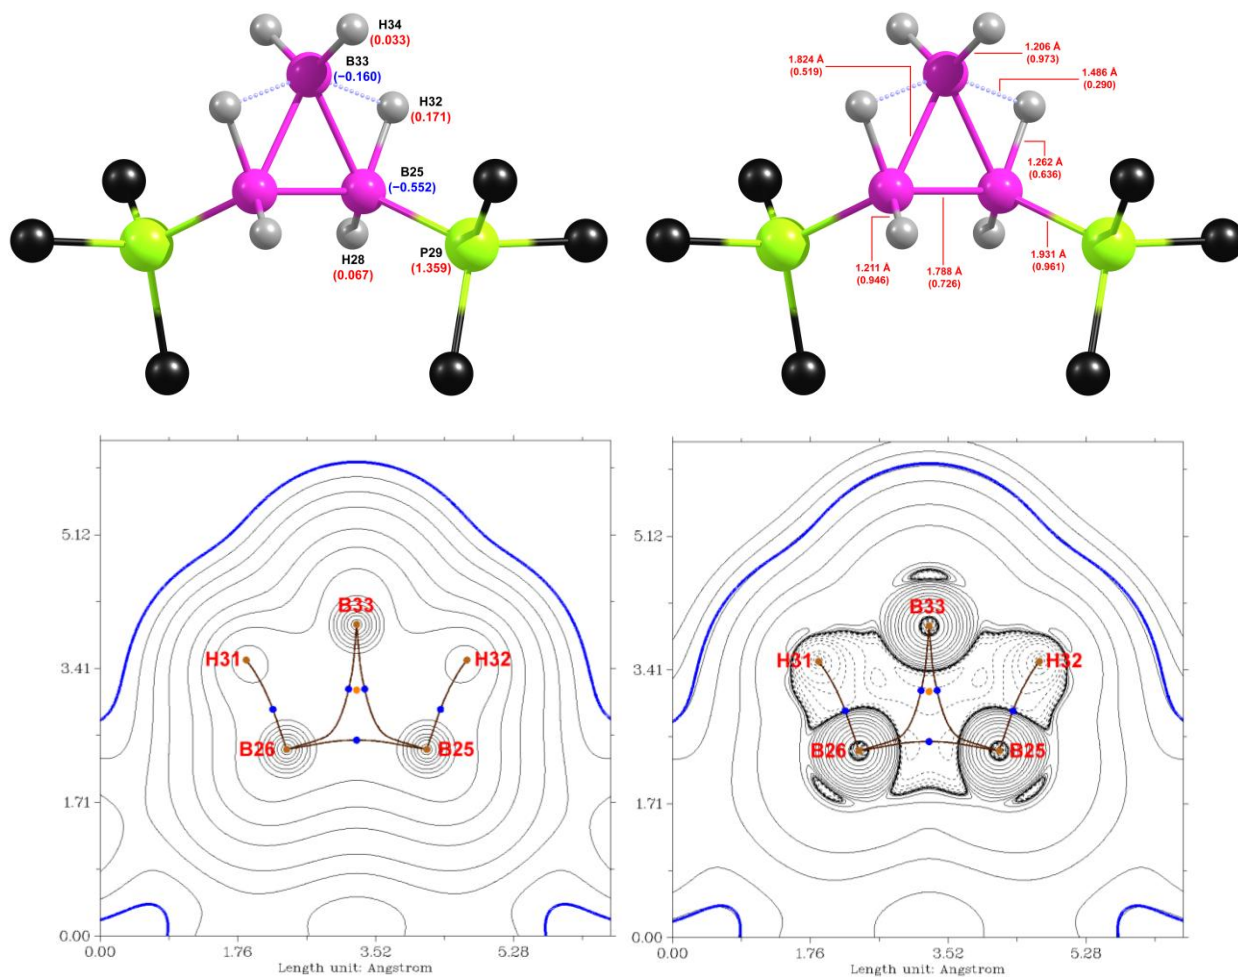 H34
(0.033)
B33
(−0.160)
H32
(0.171)
B25
(−0.552)
H28
(0.067)
P29
(1.359)
1.824 Å
(0.519)
1.206 Å
(0.973)
1.486 Å
(0.290)
1.262 Å
(0.636)
1.211 Å
(0.946)
1.788 Å
(0.726)
1.931 Å
(0.961)
5.12
3.41
1.71
0.00
B33
H31
H32
B26
B25
0.00
1.76
3.52
5.28
Length unit: Angstrom
5.12
3.41
1.71
0.00
B33
H31
H32
B26
B25
0.00
1.76
3.52
5.28
Length unit: Angstrom